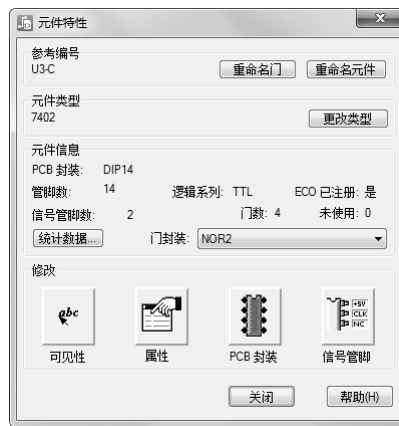 元件特性
参考编号
U3-C
重命名门
重命名元件
元件类型
7402
更改类型
元件信息
PCB 封装: DIP14
管脚数: 14 逻辑系列: TTL ECO 已注册: 是
信号管脚数: 2 门数: 4 未使用: 0
统计数据... 门封装: NOR2
修改
abc
+5V
CLK
NC
可见性 属性 PCB 封装 信号管脚
关闭 帮助(H)